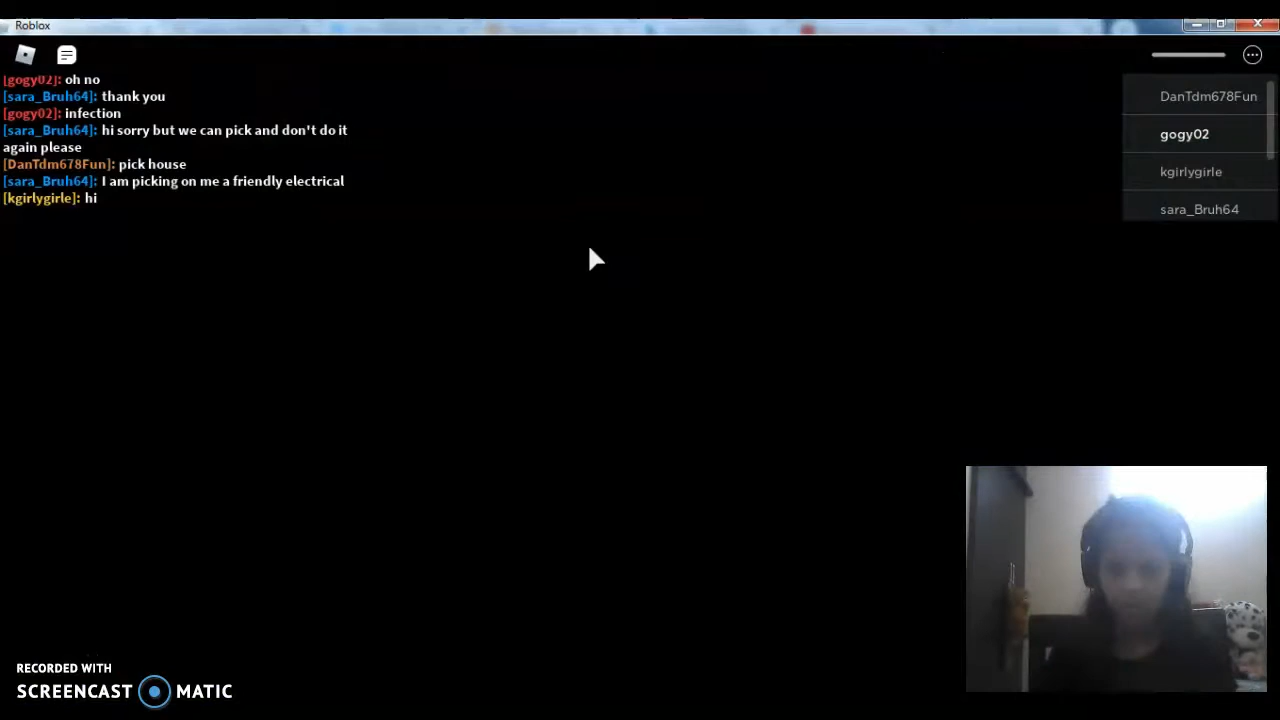 Roblox
[gogy02]: oh no
[sara_Bruh64]: thank you
[gogy02]: infection
[sara_Bruh64]: hi sorry but we can pick and don't do it
again please
[DanTdm678Fun]: pick house
[sara_Bruh64]: I am picking on me a friendly electrical
[kgirlygirle]: hi
DanTdm678Fun
gogy02
kgirlygirle
sara_Bruh64
RECORDED WITH
SCREENCAST MATIC